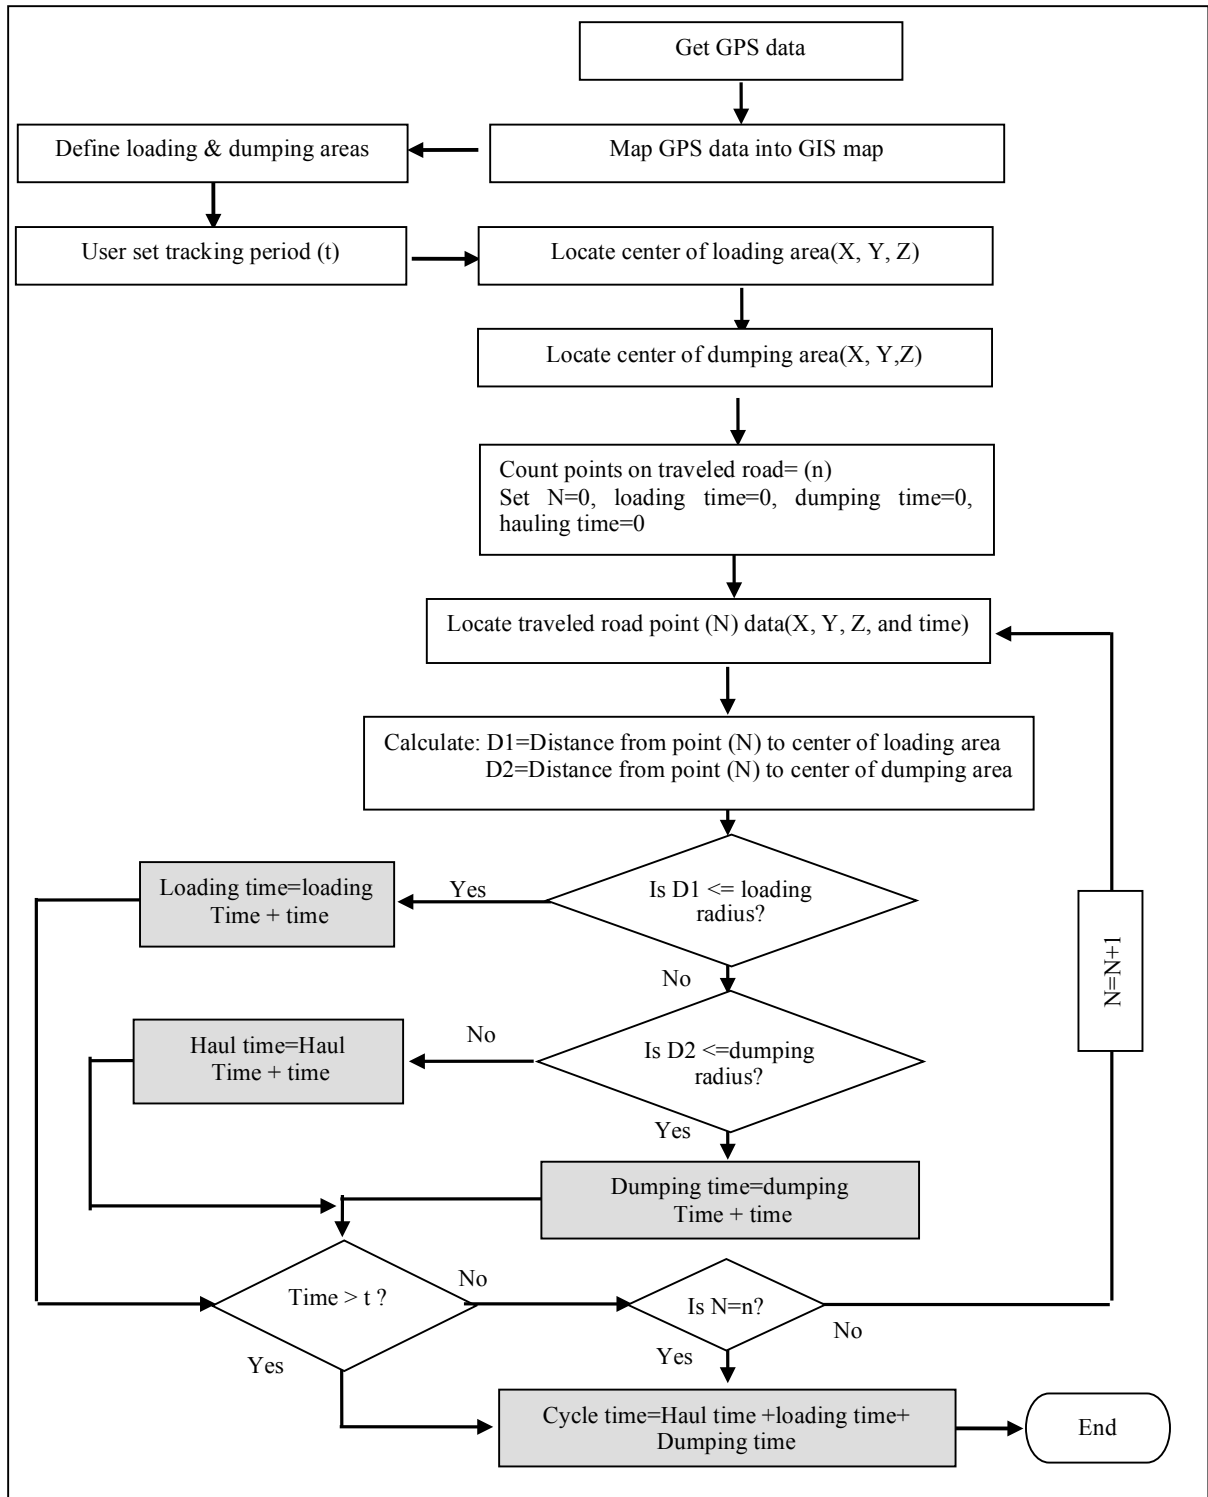 Get GPS data
Define loading & dumping areas
Map GPS data into GIS map
User set tracking period (t)
Locate center of loading area(X, Y, Z)
Locate center of dumping area(X, Y,Z)
Count points on traveled road= (n)
Set N=0, loading time=0, dumping time=0,
hauling time=0
Locate traveled road point (N) data(X, Y, Z, and time)
Calculate: D1=Distance from point (N) to center of loading area
D2=Distance from point (N) to center of dumping area
Loading time=loading
Time + time
Yes
Is D1 <= loading
radius?
N=N+1
No
Haul time=Haul
Time + time
No
Is D2 <=dumping
radius?
Yes
Dumping time=dumping
Time + time
Time > t ?
No
Is N=n?
No
Yes
Yes
Cycle time=Haul time +loading time+
Dumping time
End